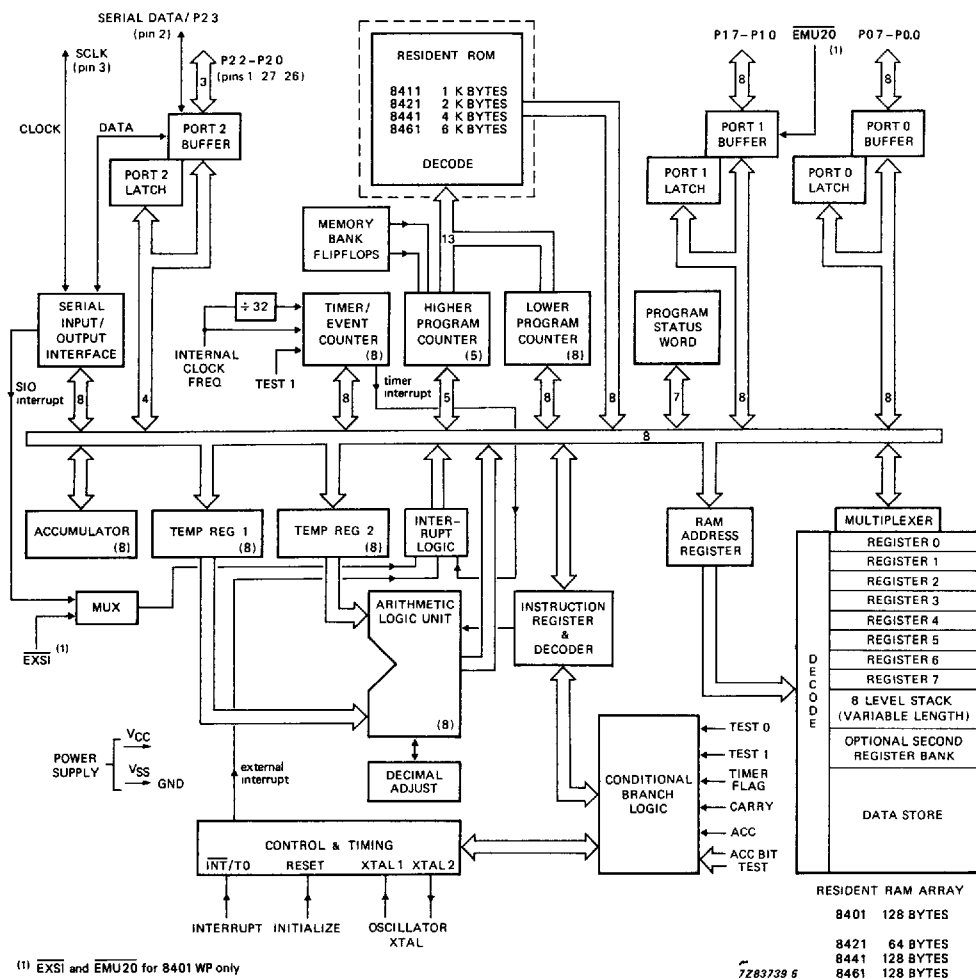 SERIAL DATA/P23
(pin 2)
SCLK
(pin 3)
P22-P20
(pins 1 27 26)
3
CLOCK
DATA
PORT 2
BUFFER
PORT 2
LATCH
RESIDENT ROM
8411 1 K BYTES
8421 2 K BYTES
8441 4 K BYTES
8461 6 K BYTES
DECODE
P17-P10
EMU20
(1)
P07-P0.0
8
8
PORT 1
BUFFER
PORT 1
LATCH
PORT 0
BUFFER
PORT 0
LATCH
MEMORY
BANK
FLIPFLOPS
13
÷ 32
SERIAL
INPUT/
OUTPUT
INTERFACE
TIMER/
EVENT
COUNTER
(8)
HIGHER
PROGRAM
COUNTER
(5)
LOWER
PROGRAM
COUNTER
(8)
PROGRAM
STATUS
WORD
INTERNAL
CLOCK
FREQ
TEST 1
timer
interrupt
SIO
interrupt
8
4
8
5
8
8
7
8
8
8
ACCUMULATOR
(8)
TEMP REG 1
(8)
TEMP REG 2
(8)
INTER-
RUPT
LOGIC
RAM
ADDRESS
REGISTER
MULTIPLEXER
REGISTER 0
REGISTER 1
REGISTER 2
REGISTER 3
REGISTER 4
REGISTER 5
REGISTER 6
REGISTER 7
8 LEVEL STACK
(VARIABLE LENGTH)
OPTIONAL SECOND
REGISTER BANK
DATA STORE
DECODE
MUX
EXSI (1)
ARITHMETIC
LOGIC UNIT
(8)
INSTRUCTION
REGISTER
&
DECODER
POWER
SUPPLY
VCC
VSS
GND
external
interrupt
DECIMAL
ADJUST
CONDITIONAL
BRANCH
LOGIC
TEST 0
TEST 1
TIMER
FLAG
CARRY
ACC
ACC BIT
TEST
CONTROL & TIMING
INT/T0 RESET XTAL 1 XTAL 2
INTERRUPT
INITIALIZE
OSCILLATOR
XTAL
RESIDENT RAM ARRAY
8401 128 BYTES
8421 64 BYTES
8441 128 BYTES
8461 128 BYTES
(1) EXSI and EMU20 for 8401 WP only
7Z83739 6